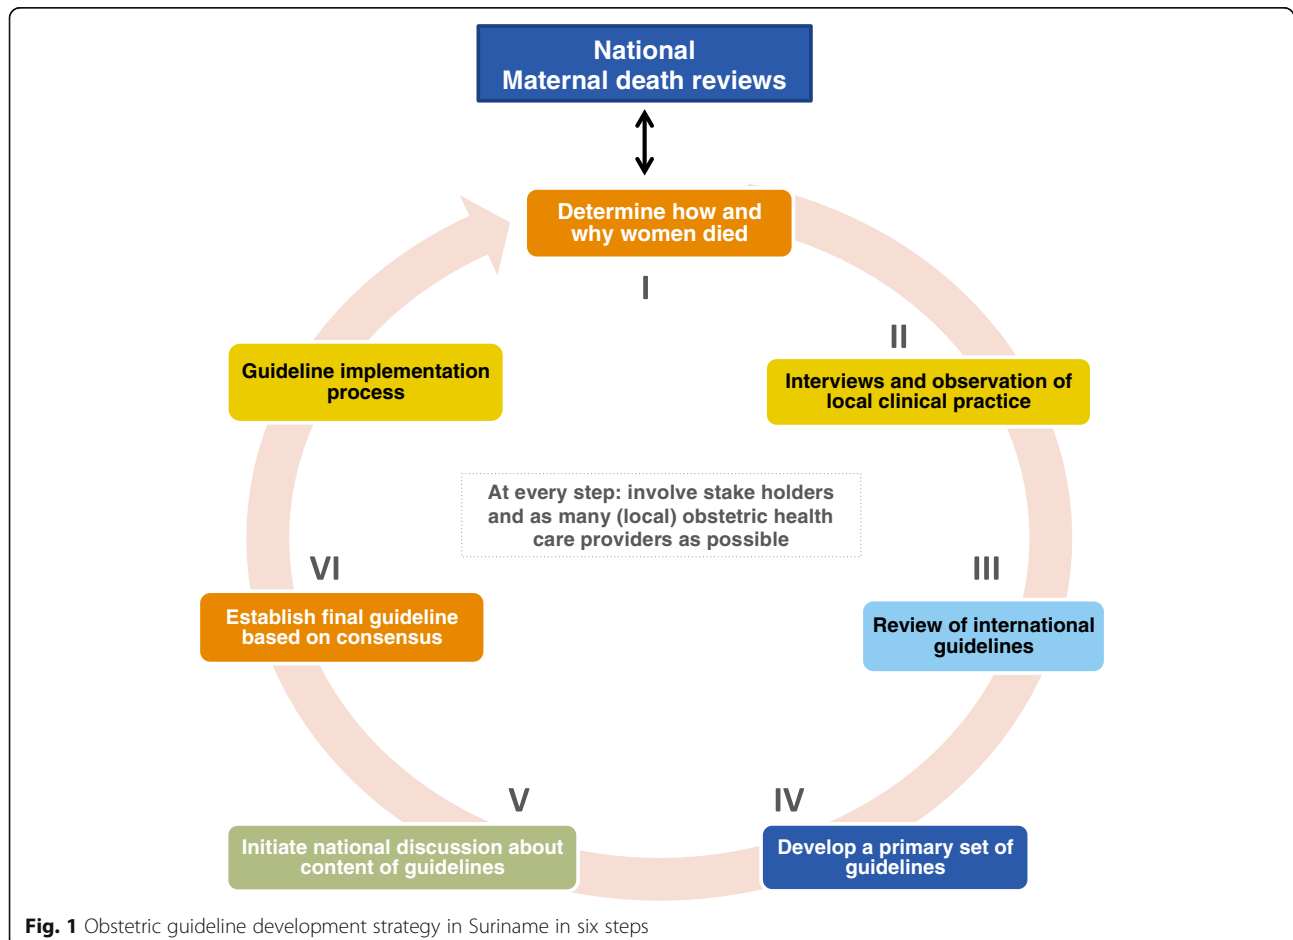 National
Maternal death reviews
Determine how and
why women died
I
II
Interviews and observation of
local clinical practice
III
Review of international
guidelines
IV
Develop a primary set of
guidelines
V
Initiate national discussion about
content of guidelines
VI
Establish final guideline
based on consensus
Guideline implementation
process
At every step: involve stake holders
and as many (local) obstetric health
care providers as possible
Fig. 1 Obstetric guideline development strategy in Suriname in six steps